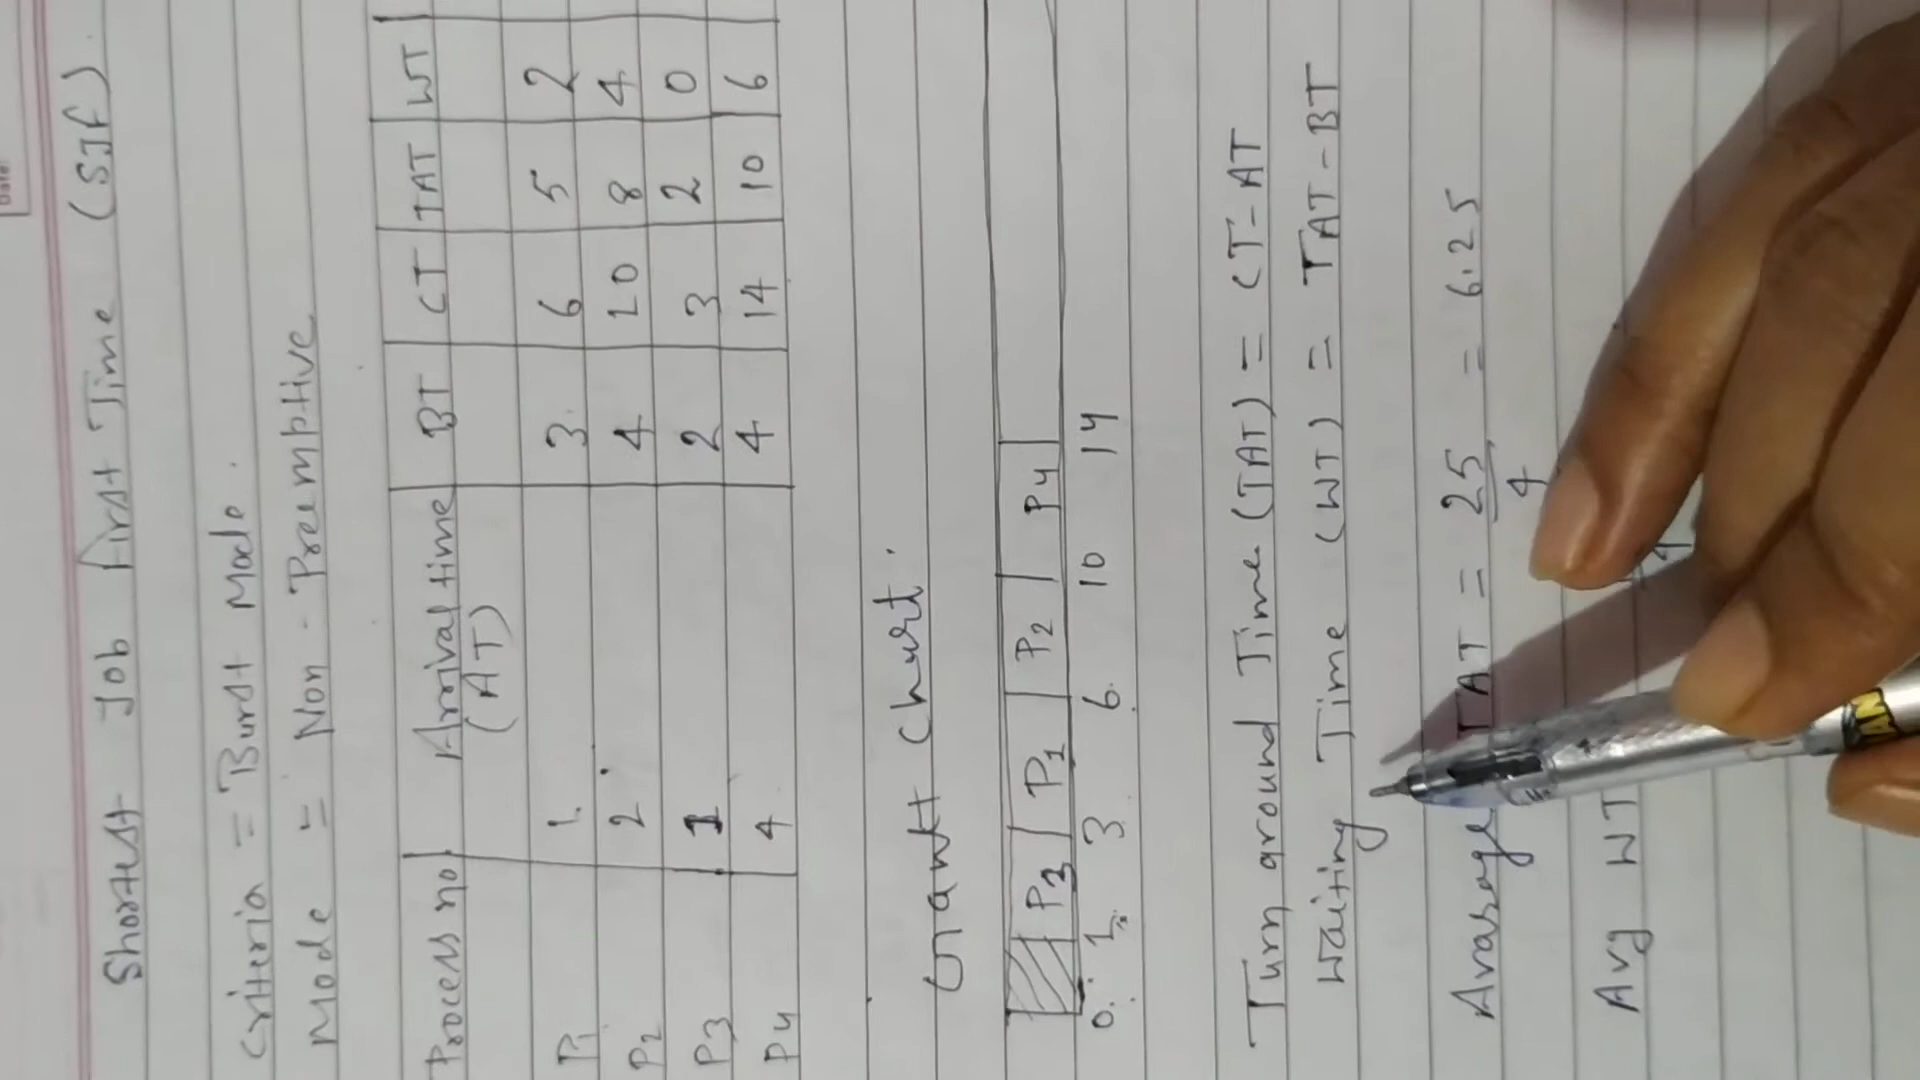 Date
Shortest Job first Time (SJF)
Criteria = Burst Mode.
Mode = Non - Preemptive
Process no Arrival time (AT) BT CT TAT WT
P1 1. 3. 6 5 2
P2 2 4 10 8 4
P3 1 2 3 2 0
P4 4 4 14 10 6
Gnantt Chart.
P3 P1 P2 P4
0. 1. 3 6. 10 14
Turn around Time (TAT) = CT - AT
Waiting Time (WT) = TAT - BT
TAT = 25/4 = 6.25
Avg WT
4